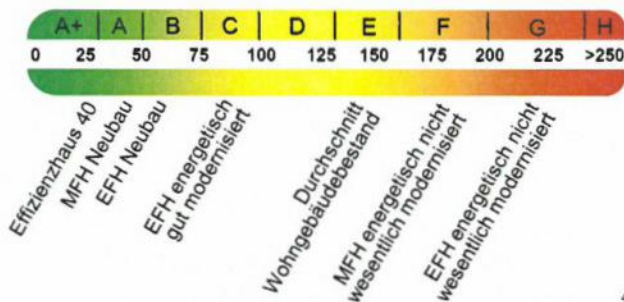 A+ A B C D E F G H
0 25 50 75 100 125 150 175 200 225 >250
Effizienzhaus 40
MFH Neubau
EFH Neubau
EFH energetisch
gut modernisiert
Durchschnitt
Wohngebäudebestand
MFH energetisch nicht
wesentlich modernisiert
EFH energetisch nicht
wesentlich modernisiert